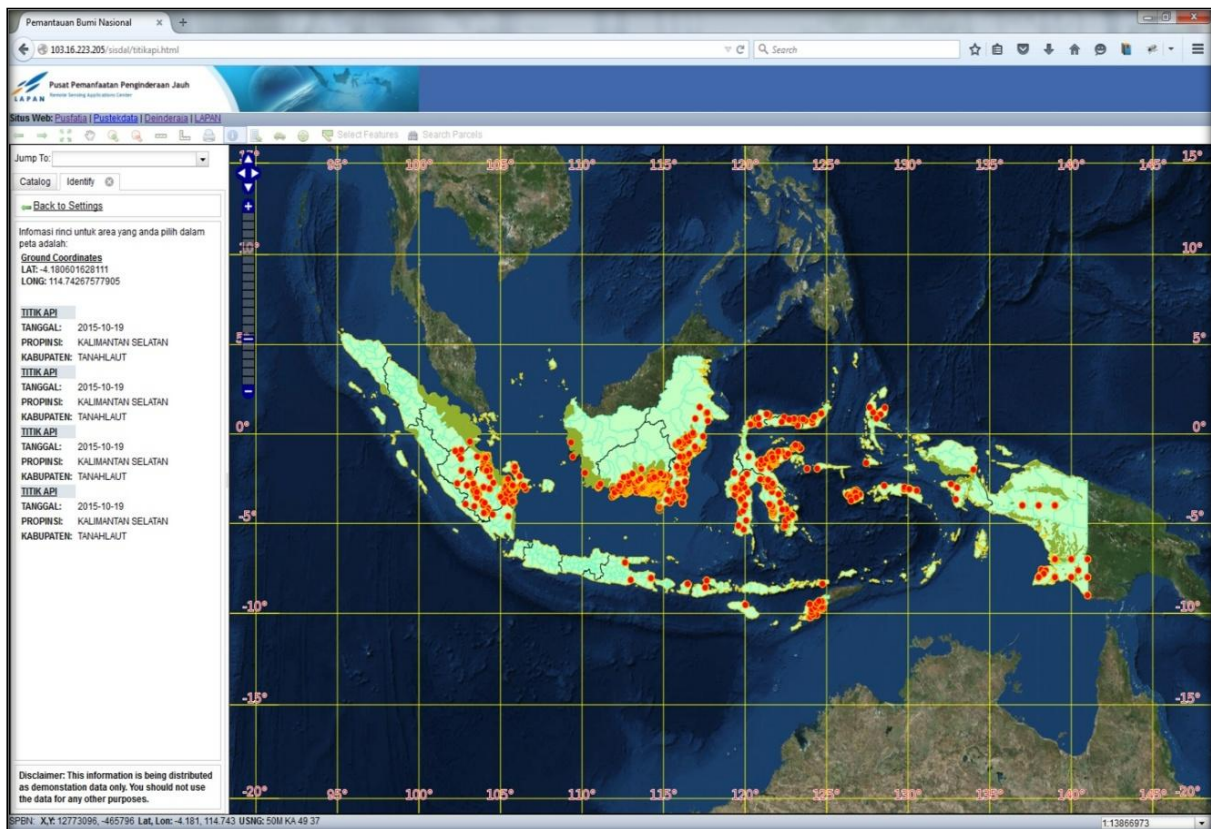 Pemantauan Bumi Nasional
103.16.223.205/sisdal/titikapi.html
Search
LAPAN
Pusat Pemanfaatan Penginderaan Jauh
Remote Sensing Applications Center
Situs Web: Pusfatja | Pustekdata | Deinderaja | LAPAN
Select Features
Search Parcels
Jump To:
Catalog
Identify
Back to Settings
Infomasi rinci untuk area yang anda pilih dalam
peta adalah:
Ground Coordinates
LAT: -4.180601628111
LONG: 114.74267577905
TITIK API
TANGGAL: 2015-10-19
PROPINSI: KALIMANTAN SELATAN
KABUPATEN: TANAHLAUT
TITIK API
TANGGAL: 2015-10-19
PROPINSI: KALIMANTAN SELATAN
KABUPATEN: TANAHLAUT
TITIK API
TANGGAL: 2015-10-19
PROPINSI: KALIMANTAN SELATAN
KABUPATEN: TANAHLAUT
TITIK API
TANGGAL: 2015-10-19
PROPINSI: KALIMANTAN SELATAN
KABUPATEN: TANAHLAUT
Disclaimer: This information is being distributed
as demonstation data only. You should not use
the data for any other purposes.
95° 100° 105° 110° 115° 120° 125° 130° 135° 140° 145° 15°
10°
5°
0° 0°
-5° -5°
-10° -10°
-15° -15°
-20° 95° 100° 105° 110° 115° 120° 125° 130° 135° 140° 145° -20°
SPBN: X,Y: 12773096, -465796 Lat, Lon: -4.181, 114.743 USNG: 50M KA 49 37
1:13866973